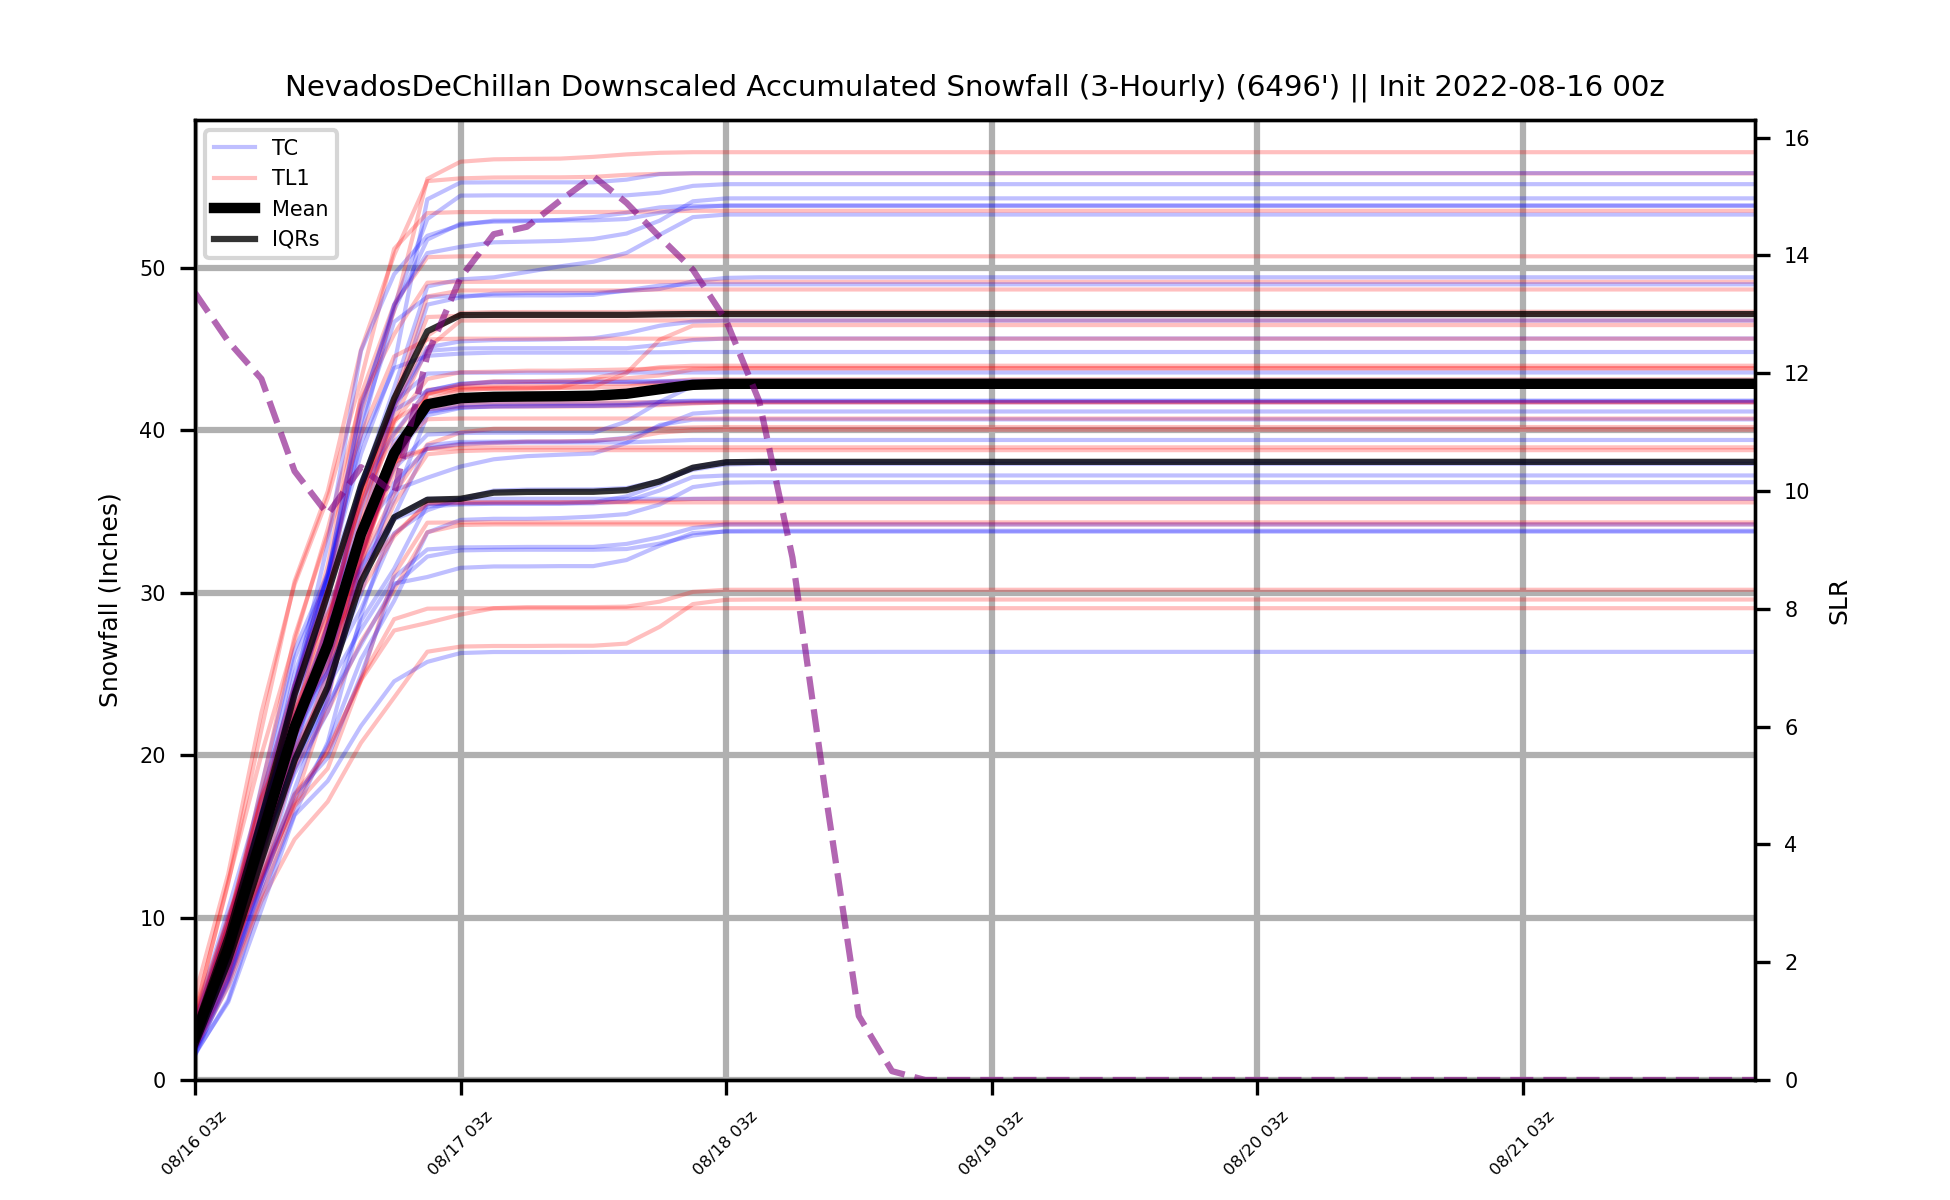 NevadosDeChillan Downscaled Accumulated Snowfall (3-Hourly) (6496') || Init 2022-08-16 00z
TC
TL1
Mean
IQRs
Snowfall (Inches)
50
40
30
20
10
0
16
14
12
10
8
6
4
2
0
SLR
08/16 03z
08/17 03z
08/18 03z
08/19 03z
08/20 03z
08/21 03z